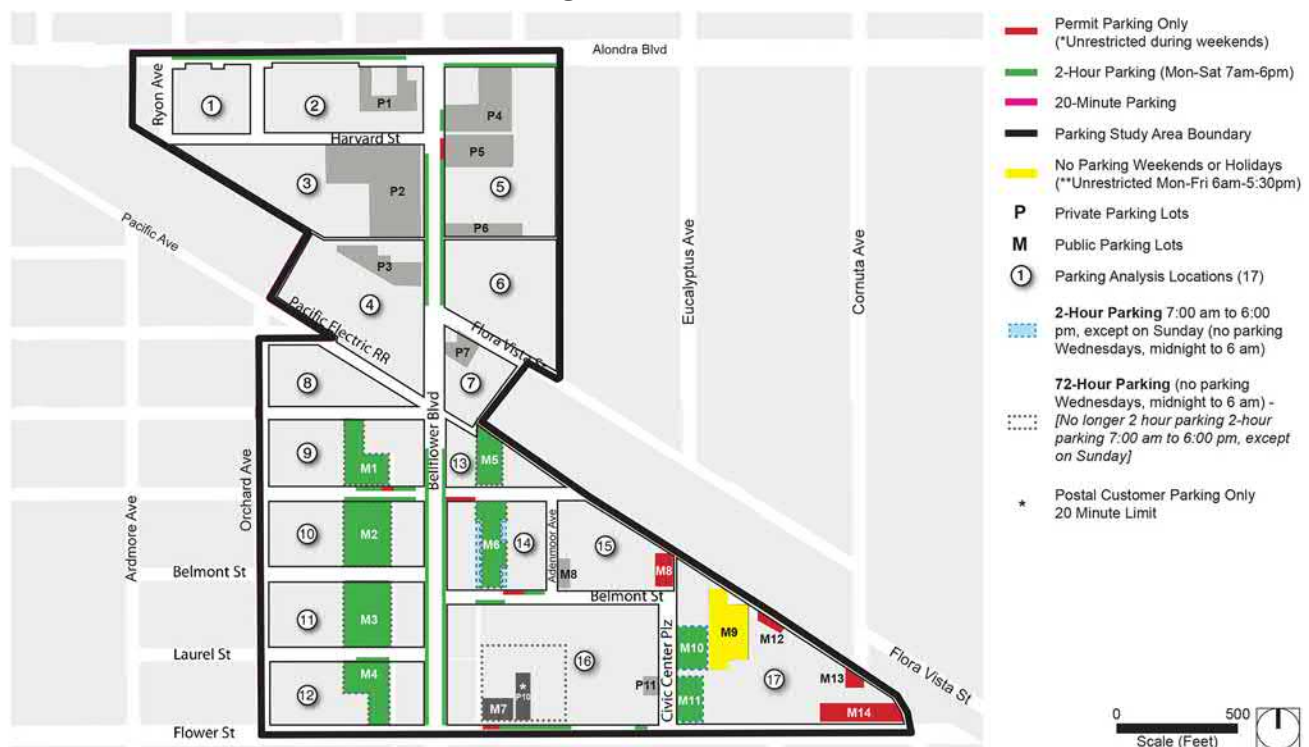 Alondra Blvd
Ryon Ave
1
2
P1
P4
Harvard St
P5
3
P2
5
P6
Pacific Ave
P3
4
6
Pacific Electric RR
Flora Vista St
P7
7
8
Bellflower Blvd
Eucalyptus Ave
Cornuta Ave
Orchard Ave
Ardmore Ave
9
M1
13
M5
10
M2
M6
14
Adenmoor Ave
15
M8
M8
Belmont St
Belmont St
11
M3
M9
M12
Civic Center Plz
M10
Laurel St
16
M4
12
*
P10
M7
P11
M11
17
M13
M14
Flora Vista St
Flower St
Permit Parking Only
(*Unrestricted during weekends)
2-Hour Parking (Mon-Sat 7am-6pm)
20-Minute Parking
Parking Study Area Boundary
No Parking Weekends or Holidays
(**Unrestricted Mon-Fri 6am-5:30pm)
P Private Parking Lots
M Public Parking Lots
1 Parking Analysis Locations (17)
2-Hour Parking 7:00 am to 6:00
pm, except on Sunday (no parking
Wednesdays, midnight to 6 am)
72-Hour Parking (no parking
Wednesdays, midnight to 6 am) -
[No longer 2 hour parking 2-hour
parking 7:00 am to 6:00 pm, except
on Sunday]
* Postal Customer Parking Only
20 Minute Limit
0 500
Scale (Feet)